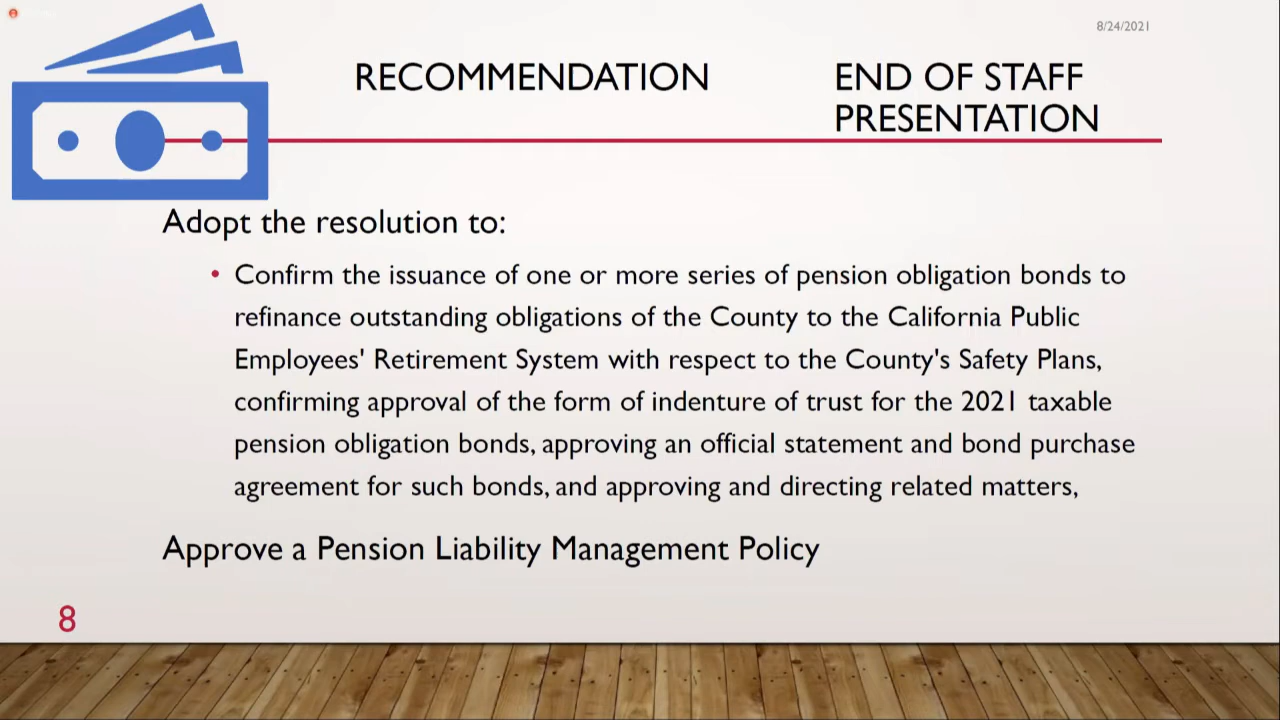 8/24/2021
RECOMMENDATION
END OF STAFF
PRESENTATION
Adopt the resolution to:
• Confirm the issuance of one or more series of pension obligation bonds to
refinance outstanding obligations of the County to the California Public
Employees' Retirement System with respect to the County's Safety Plans,
confirming approval of the form of indenture of trust for the 2021 taxable
pension obligation bonds, approving an official statement and bond purchase
agreement for such bonds, and approving and directing related matters,
Approve a Pension Liability Management Policy
8